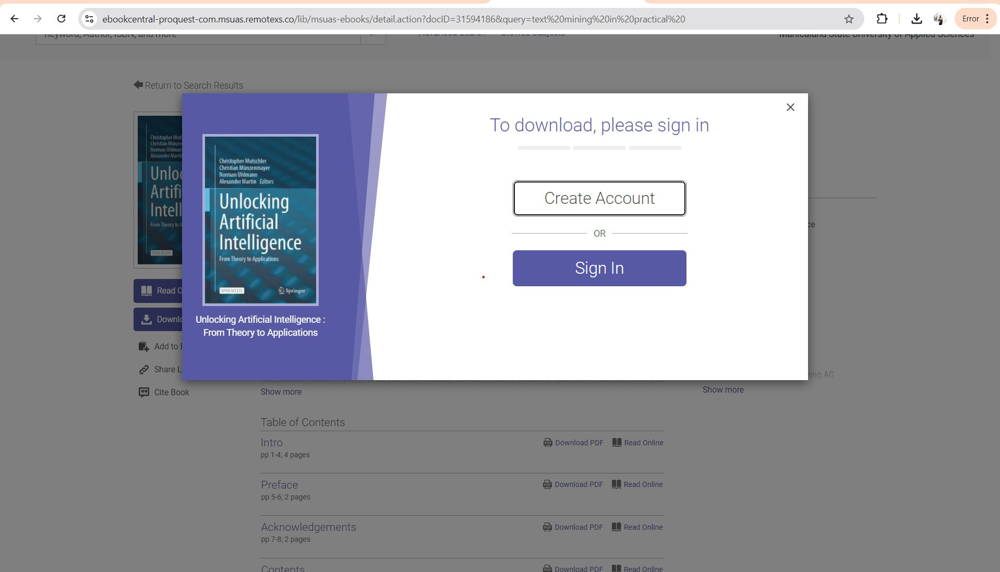 ebookcentral-proquest-com.msuas.remotexs.co/lib/msuas-ebooks/detail.action?docID=31594186&query=text%20mining%20in%20practical%20
Error
Keyword, Author, ISBN, and more
Advanced Search
Browse Subjects
Manicaland State University of Applied Sciences
Return to Search Results
Christopher Muts
Christian Münze
Norman Uhlman
Alexander Martin
Unlo
Artifi
Intell
From Theory to A
OPEN ACCESS
Read O
Downlo
Add to B
Share L
Cite Book
Christopher Mutschler
Christian Münzenmayer
Norman Uhlmann
Alexander Martin Editors
Unlocking
Artificial
Intelligence
From Theory to Applications
OPEN ACCESS
Springer
Unlocking Artificial Intelligence :
From Theory to Applications
To download, please sign in
Create Account
OR
Sign In
ce
ning AG
Show more
Show more
Table of Contents
Intro
Download PDF
Read Online
pp 1-4; 4 pages
Preface
Download PDF
Read Online
pp 5-6; 2 pages
Acknowledgements
Download PDF
Read Online
pp 7-8; 2 pages
Contents
Download PDF
Read Online